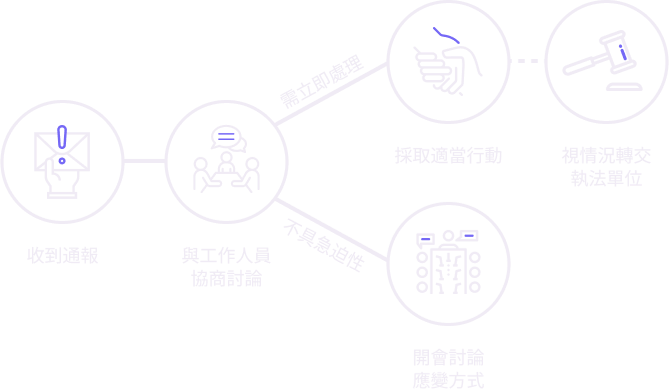 收到通報
與工作人員
協商討論
需立即處理
採取適當行動
視情況轉交
執法單位
不具急迫性
開會討論
應變方式